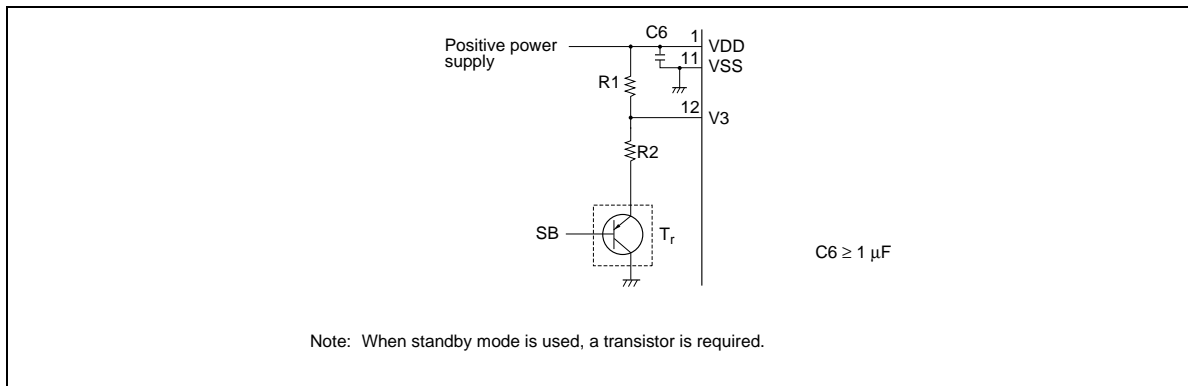 C6
1
Positive power
supply
VDD
11
VSS
R1
12
V3
R2
SB
Tr
C6 ≥ 1 μF
Note: When standby mode is used, a transistor is required.